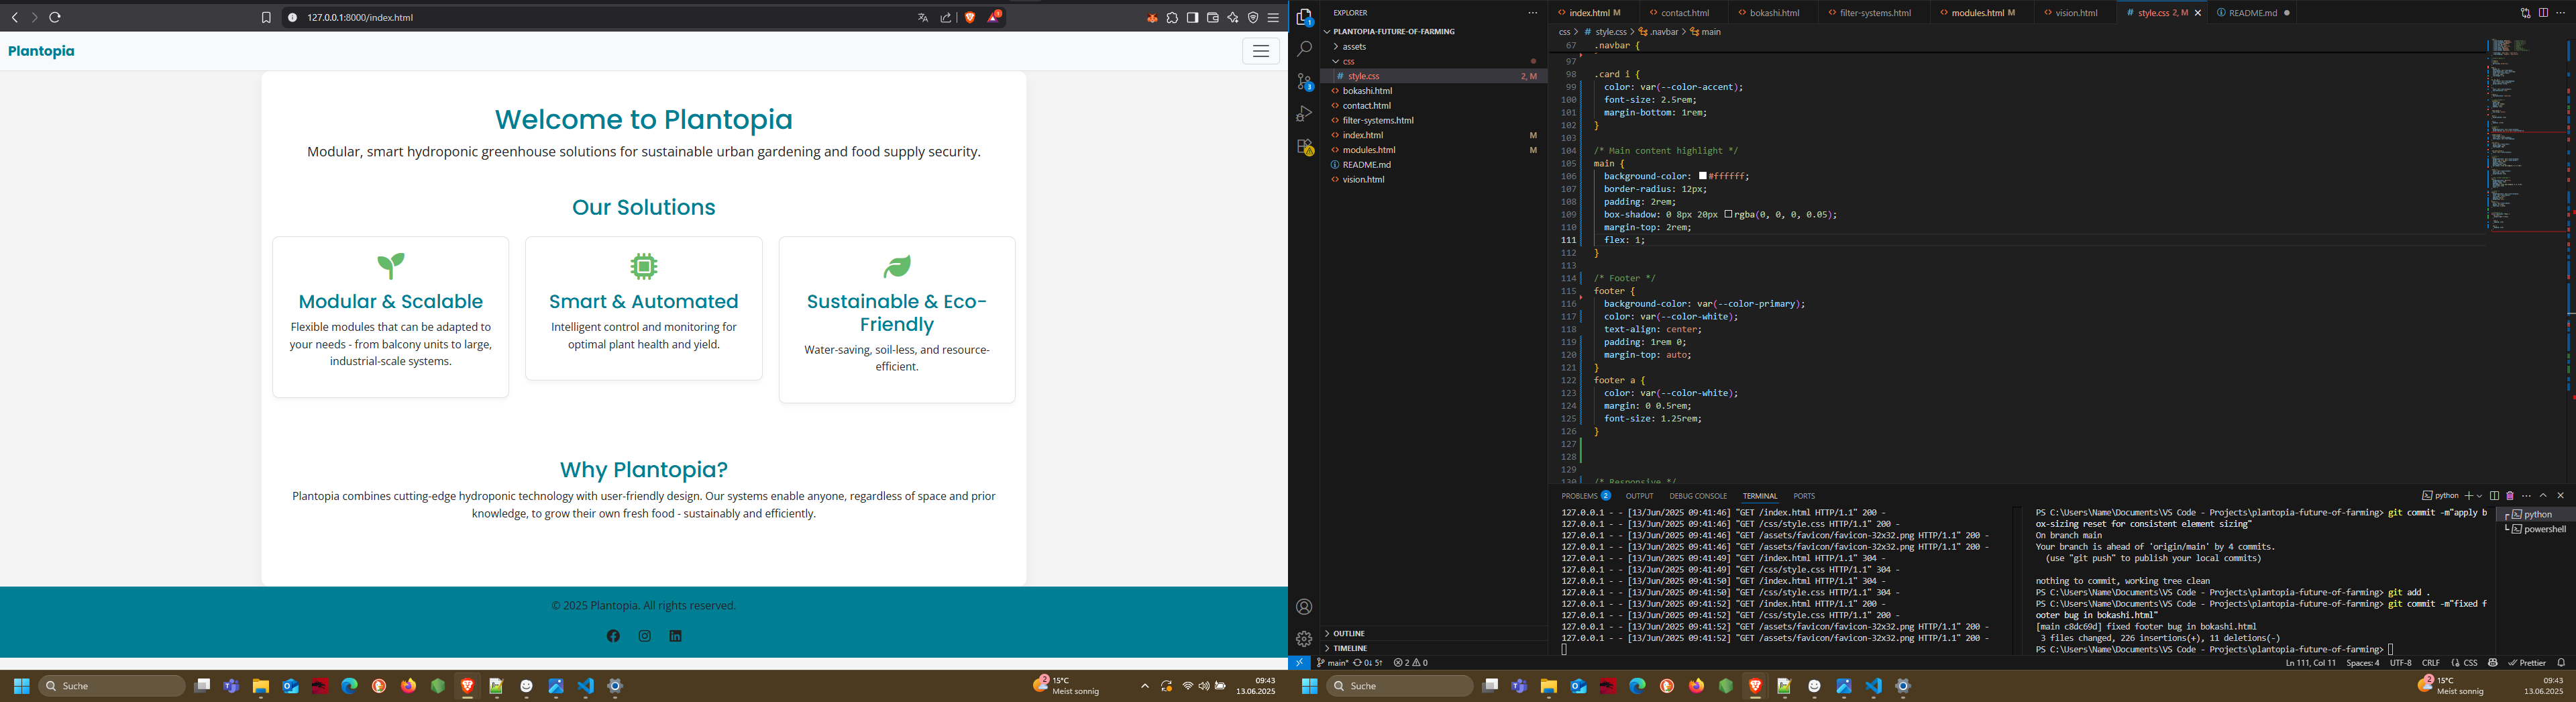 127.0.0.1:8000/index.html
1
Plantopia
Welcome to Plantopia
Modular, smart hydroponic greenhouse solutions for sustainable urban gardening and food supply security.
Our Solutions
Modular & Scalable
Flexible modules that can be adapted to
your needs - from balcony units to large,
industrial-scale systems.
Smart & Automated
Intelligent control and monitoring for
optimal plant health and yield.
Sustainable & Eco-
Friendly
Water-saving, soil-less, and resource-
efficient.
Why Plantopia?
Plantopia combines cutting-edge hydroponic technology with user-friendly design. Our systems enable anyone, regardless of space and prior
knowledge, to grow their own fresh food - sustainably and efficiently.
© 2025 Plantopia. All rights reserved.
Suche
2
15°C
Meist sonnig
09:43
13.06.2025
EXPLORER
PLANTOPIA-FUTURE-OF-FARMING
assets
css
style.css 2, M
bokashi.html
contact.html
filter-systems.html
index.html M
modules.html M
README.md
vision.html
OUTLINE
TIMELINE
index.html M
contact.html
bokashi.html
filter-systems.html
modules.html M
vision.html
style.css 2, M
README.md
css > style.css > .navbar > main
67 .navbar {
97
98 .card i {
99 color: var(--color-accent);
100 font-size: 2.5rem;
101 margin-bottom: 1rem;
102 }
103
104 /* Main content highlight */
105 main {
106 background-color: #ffffff;
107 border-radius: 12px;
108 padding: 2rem;
109 box-shadow: 0 8px 20px rgba(0, 0, 0, 0.05);
110 margin-top: 2rem;
111 flex: 1;
112 }
113
114 /* Footer */
115 footer {
116 background-color: var(--color-primary);
117 color: var(--color-white);
118 text-align: center;
119 padding: 1rem 0;
120 margin-top: auto;
121 }
122 footer a {
123 color: var(--color-white);
124 margin: 0 0.5rem;
125 font-size: 1.25rem;
126 }
127
128
129
130 /* Responsive */
PROBLEMS 2
OUTPUT
DEBUG CONSOLE
TERMINAL
PORTS
python
127.0.0.1 - - [13/Jun/2025 09:41:46] "GET /index.html HTTP/1.1" 200 -
127.0.0.1 - - [13/Jun/2025 09:41:46] "GET /css/style.css HTTP/1.1" 200 -
127.0.0.1 - - [13/Jun/2025 09:41:46] "GET /assets/favicon/favicon-32x32.png HTTP/1.1" 200 -
127.0.0.1 - - [13/Jun/2025 09:41:46] "GET /assets/favicon/favicon-32x32.png HTTP/1.1" 200 -
127.0.0.1 - - [13/Jun/2025 09:41:49] "GET /index.html HTTP/1.1" 304 -
127.0.0.1 - - [13/Jun/2025 09:41:49] "GET /css/style.css HTTP/1.1" 304 -
127.0.0.1 - - [13/Jun/2025 09:41:50] "GET /index.html HTTP/1.1" 304 -
127.0.0.1 - - [13/Jun/2025 09:41:50] "GET /css/style.css HTTP/1.1" 304 -
127.0.0.1 - - [13/Jun/2025 09:41:52] "GET /index.html HTTP/1.1" 200 -
127.0.0.1 - - [13/Jun/2025 09:41:52] "GET /css/style.css HTTP/1.1" 200 -
127.0.0.1 - - [13/Jun/2025 09:41:52] "GET /assets/favicon/favicon-32x32.png HTTP/1.1" 200 -
127.0.0.1 - - [13/Jun/2025 09:41:52] "GET /assets/favicon/favicon-32x32.png HTTP/1.1" 200 -
PS C:\Users\Name\Documents\VS Code - Projects\plantopia-future-of-farming> git commit -m"apply b
ox-sizing reset for consistent element sizing"
On branch main
Your branch is ahead of 'origin/main' by 4 commits.
(use "git push" to publish your local commits)
nothing to commit, working tree clean
PS C:\Users\Name\Documents\VS Code - Projects\plantopia-future-of-farming> git add .
PS C:\Users\Name\Documents\VS Code - Projects\plantopia-future-of-farming> git commit -m"fixed f
ooter bug in bokashi.html"
[main c8dc69d] fixed footer bug in bokashi.html
3 files changed, 226 insertions(+), 11 deletions(-)
PS C:\Users\Name\Documents\VS Code - Projects\plantopia-future-of-farming>
python
powershell
main* 0↓ 5↑ 2 0
Ln 111, Col 11 Spaces: 4 UTF-8 CRLF CSS Prettier
Suche
2
15°C
Meist sonnig
09:43
13.06.2025